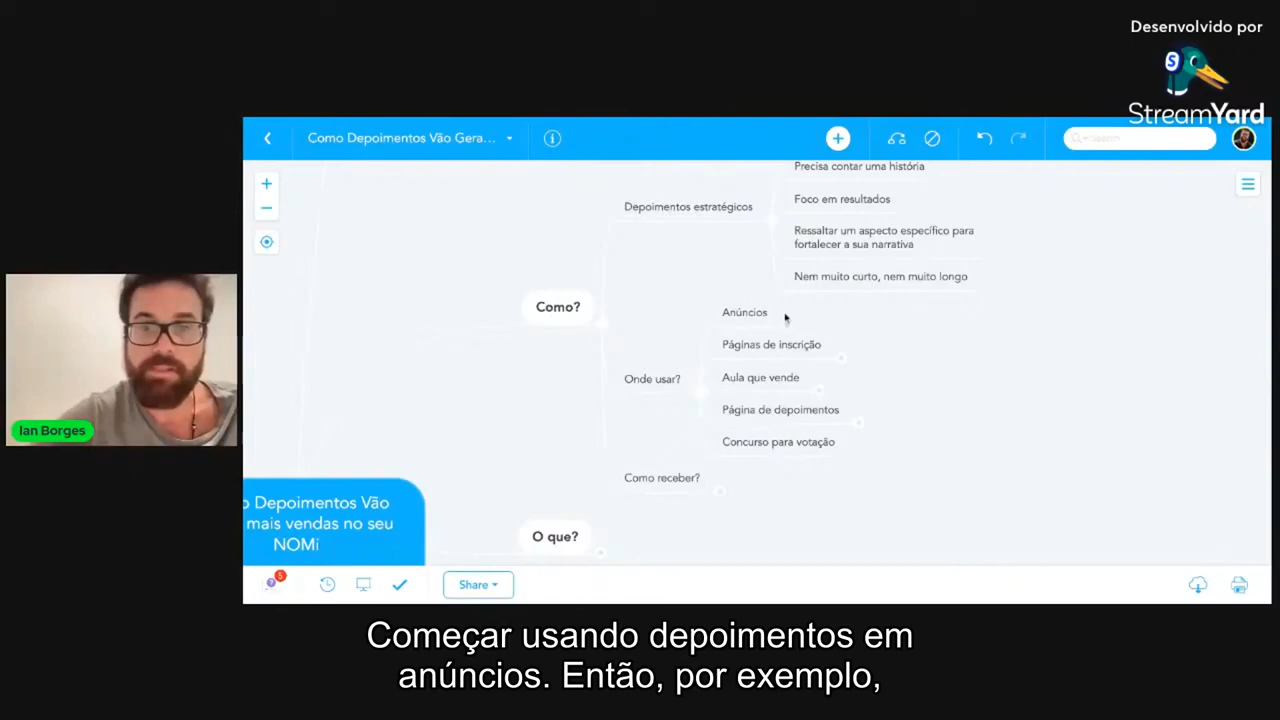 Desenvolvido por
StreamYard
Como Depoimentos Vão Gera...
Search
Precisa contar uma história
Depoimentos estratégicos
Foco em resultados
Ressaltar um aspecto específico para
fortalecer a sua narrativa
Nem muito curto, nem muito longo
Como?
Anúncios
Páginas de inscrição
Onde usar?
Aula que vende
Página de depoimentos
Concurso para votação
Como receber?
Ian Borges
o Depoimentos Vão
mais vendas no seu
NOMi
O que?
5
Share
Começar usando depoimentos em
anúncios. Então, por exemplo,